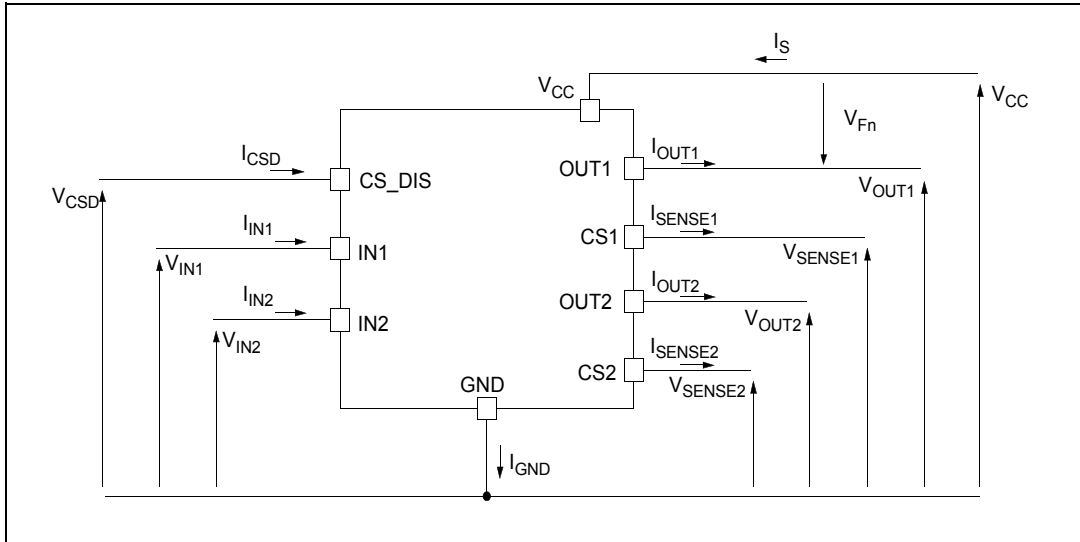 I_S
V_CC
V_CC
V_Fn
I_OUT1
OUT1
V_OUT1
I_CSD
CS_DIS
V_CSD
I_SENSE1
CS1
V_SENSE1
I_IN1
IN1
V_IN1
I_OUT2
OUT2
V_OUT2
I_IN2
IN2
V_IN2
I_SENSE2
CS2
V_SENSE2
GND
I_GND